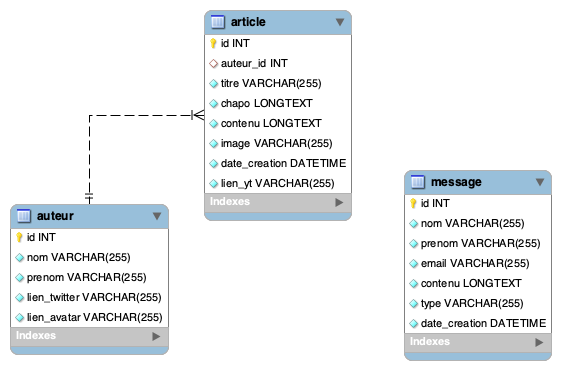 article
id INT
auteur_id INT
titre VARCHAR(255)
chapo LONGTEXT
contenu LONGTEXT
image VARCHAR(255)
date_creation DATETIME
lien_yt VARCHAR(255)
Indexes
auteur
id INT
nom VARCHAR(255)
prenom VARCHAR(255)
lien_twitter VARCHAR(255)
lien_avatar VARCHAR(255)
Indexes
message
id INT
nom VARCHAR(255)
prenom VARCHAR(255)
email VARCHAR(255)
contenu LONGTEXT
type VARCHAR(255)
date_creation DATETIME
Indexes